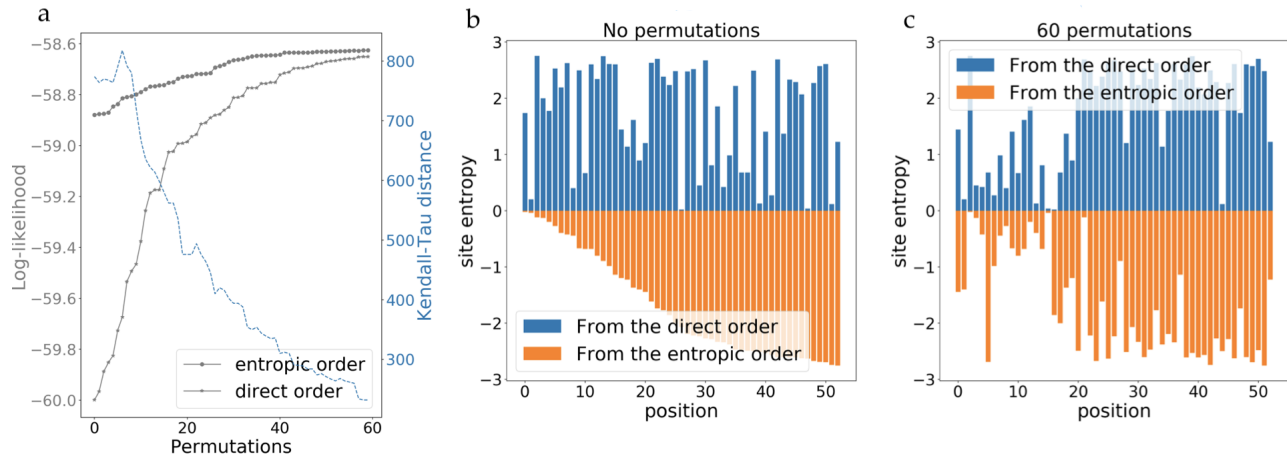 a
−58.6
−58.8
−59.0
−59.2
−59.4
−59.6
−59.8
−60.0
Log-likelihood
800
700
600
500
400
300
Kendall-Tau distance
entropic order
direct order
0
20
40
60
Permutations
b
No permutations
3
2
1
0
−1
−2
−3
site entropy
From the direct order
From the entropic order
0
10
20
30
40
50
position
c
60 permutations
3
2
1
0
−1
−2
−3
site entropy
From the direct order
From the entropic order
0
10
20
30
40
50
position